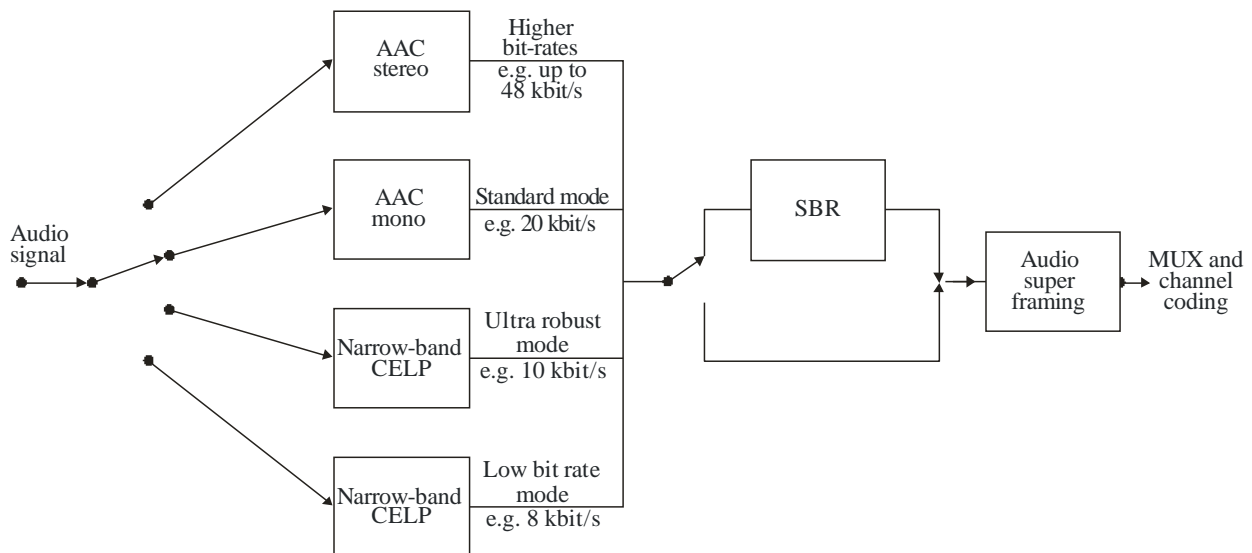 AAC
stereo
Higher
bit-rates
e.g. up to
48 kbit/s
AAC
mono
Standard mode
e.g. 20 kbit/s
SBR
Audio
signal
Audio
super
framing
MUX and
channel
coding
Narrow-band
CELP
Ultra robust
mode
e.g. 10 kbit/s
Narrow-band
CELP
Low bit rate
mode
e.g. 8 kbit/s